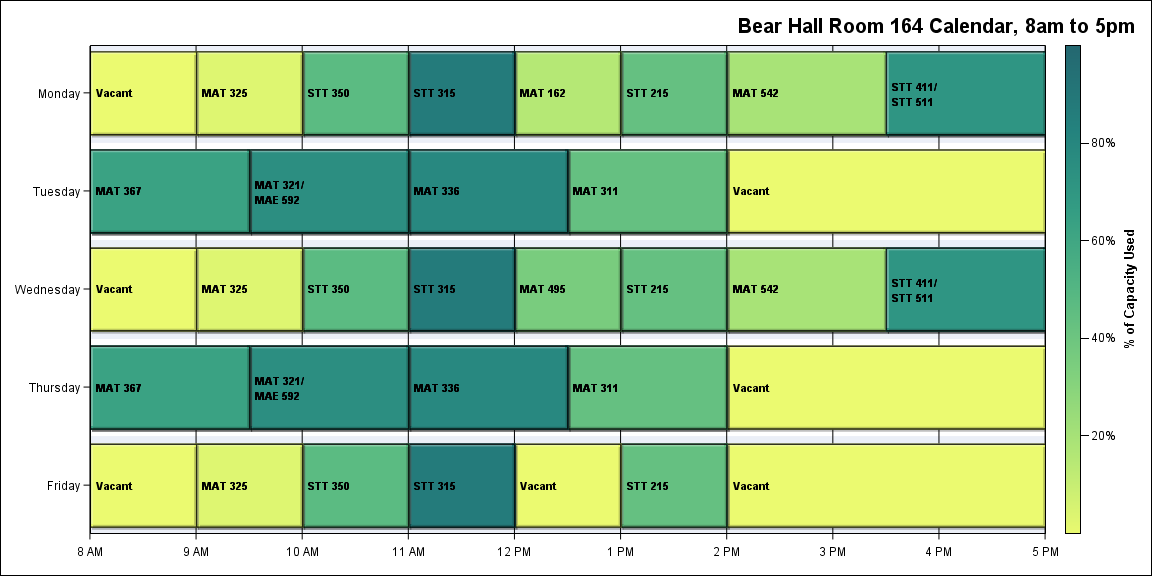 Bear Hall Room 164 Calendar, 8am to 5pm
Monday
Vacant
MAT 325
STT 350
STT 315
MAT 162
STT 215
MAT 542
STT 411/
STT 511
Tuesday
MAT 367
MAT 321/
MAE 592
MAT 336
MAT 311
Vacant
Wednesday
Vacant
MAT 325
STT 350
STT 315
MAT 495
STT 215
MAT 542
STT 411/
STT 511
Thursday
MAT 367
MAT 321/
MAE 592
MAT 336
MAT 311
Vacant
Friday
Vacant
MAT 325
STT 350
STT 315
Vacant
STT 215
Vacant
8 AM
9 AM
10 AM
11 AM
12 PM
1 PM
2 PM
3 PM
4 PM
5 PM
80%
60%
40%
20%
% of Capacity Used